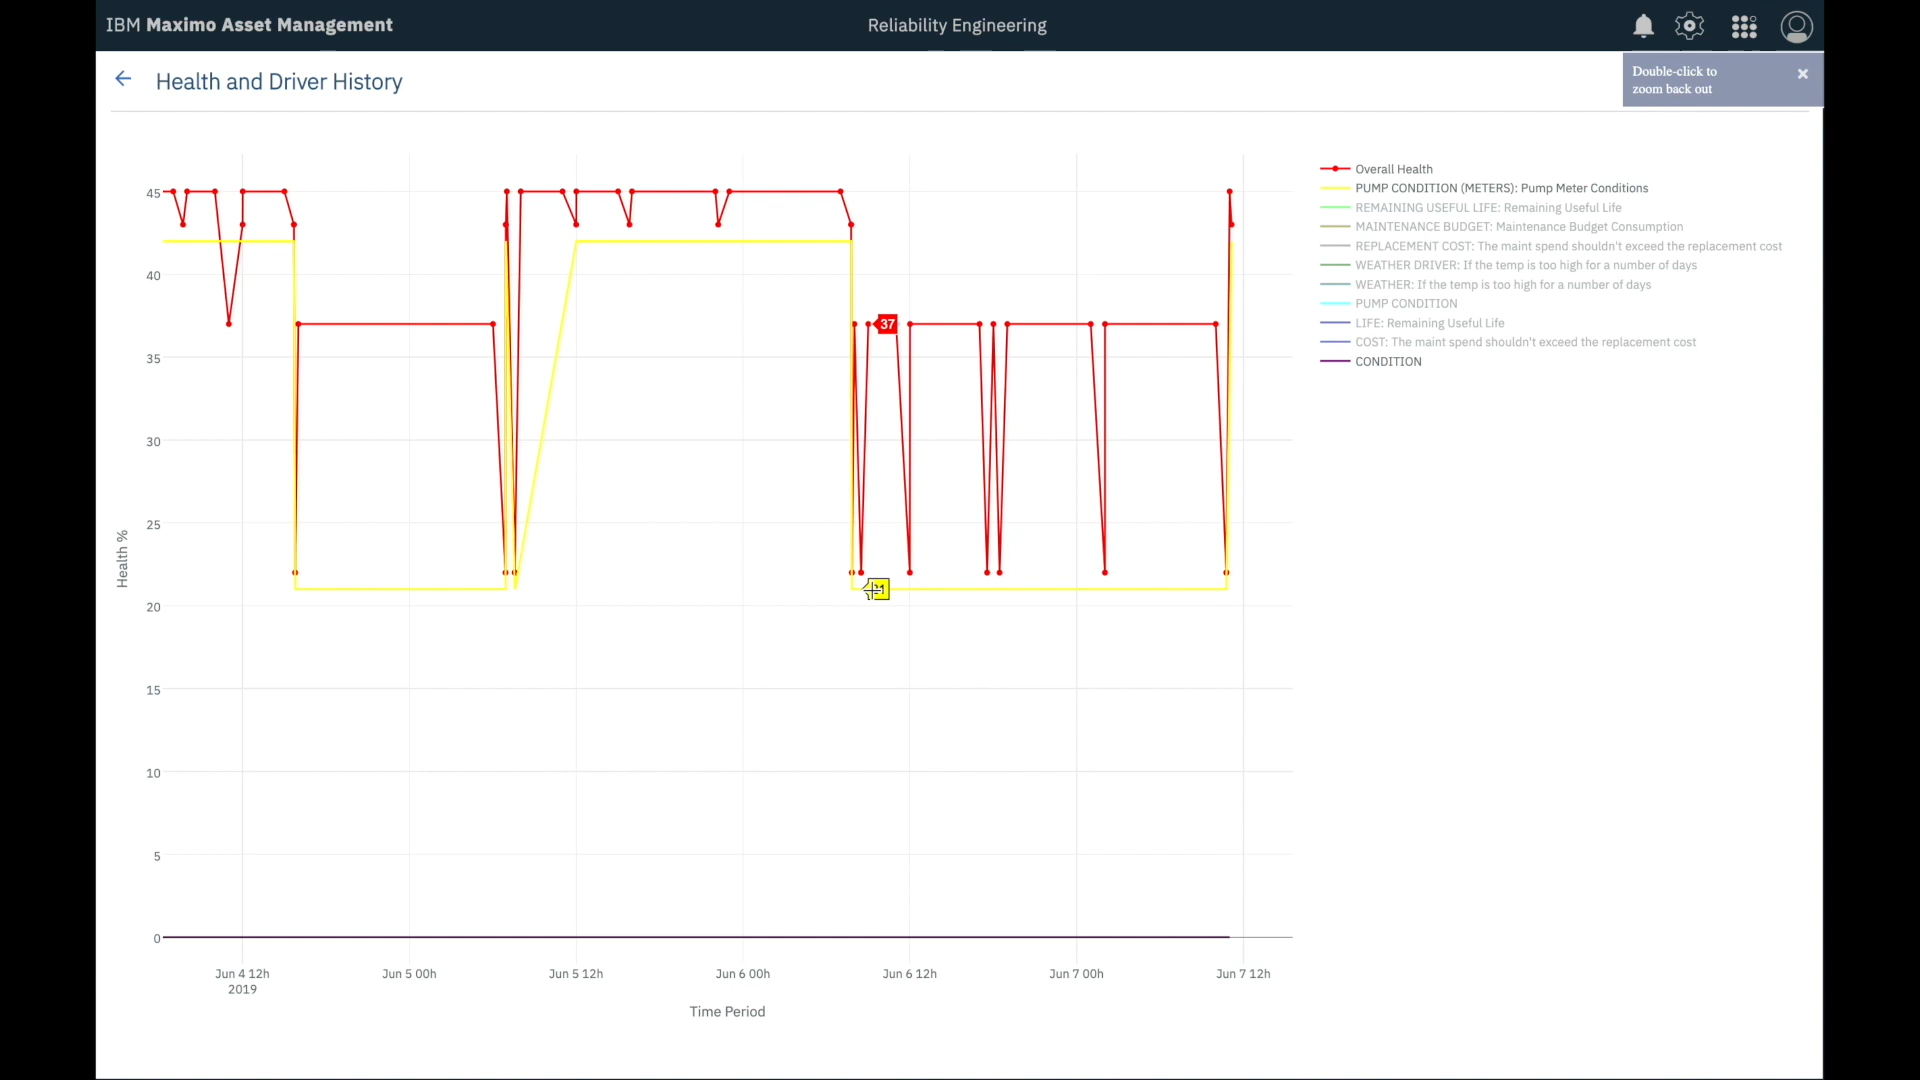 IBM Maximo Asset Management
Reliability Engineering
Health and Driver History
Double-click to
zoom back out
×
Overall Health
PUMP CONDITION (METERS): Pump Meter Conditions
REMAINING USEFUL LIFE: Remaining Useful Life
MAINTENANCE BUDGET: Maintenance Budget Consumption
REPLACEMENT COST: The maint spend shouldn't exceed the replacement cost
WEATHER DRIVER: If the temp is too high for a number of days
WEATHER: If the temp is too high for a number of days
PUMP CONDITION
LIFE: Remaining Useful Life
COST: The maint spend shouldn't exceed the replacement cost
CONDITION
45
40
35
37
30
25
20
15
10
5
0
Health %
Jun 4 12h
2019
Jun 5 00h
Jun 5 12h
Jun 6 00h
Jun 6 12h
Jun 7 00h
Jun 7 12h
Time Period